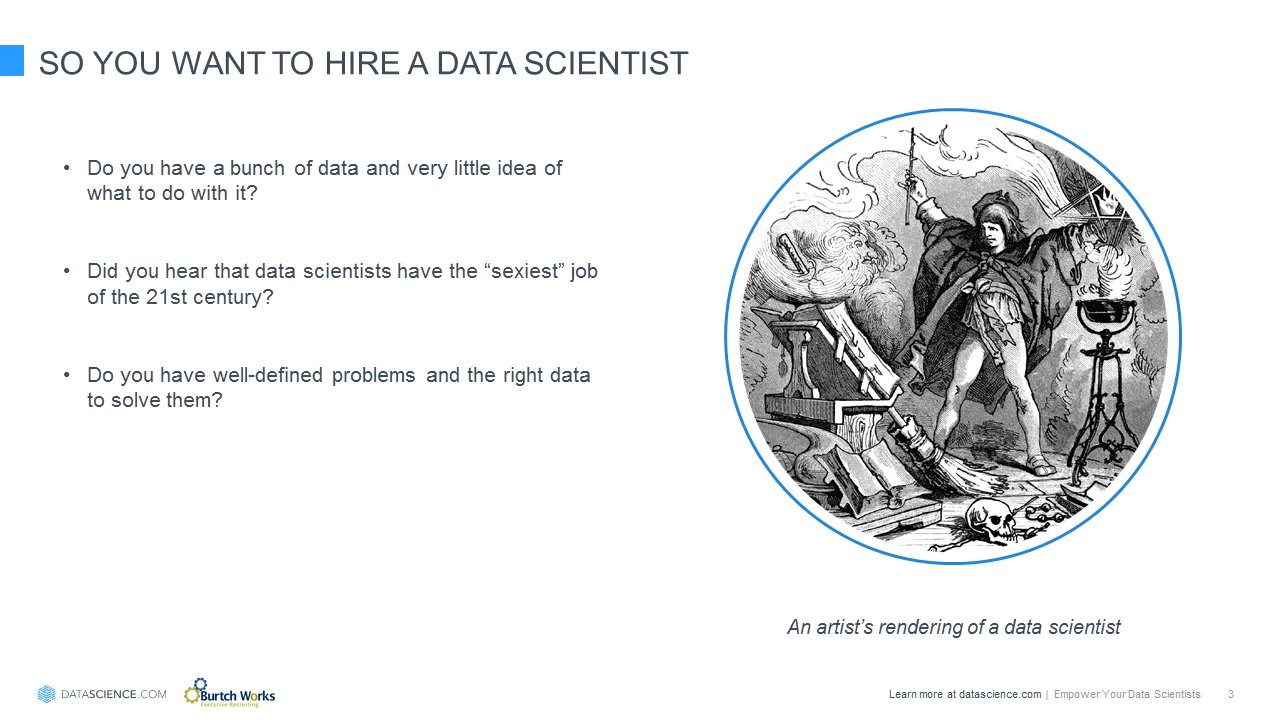 SO YOU WANT TO HIRE A DATA SCIENTIST
• Do you have a bunch of data and very little idea of
what to do with it?
• Did you hear that data scientists have the “sexiest” job
of the 21st century?
• Do you have well-defined problems and the right data
to solve them?
An artist’s rendering of a data scientist
DATASCIENCE.COM
Burtch Works
Executive Recruiting
Learn more at datascience.com | Empower Your Data Scientists 3